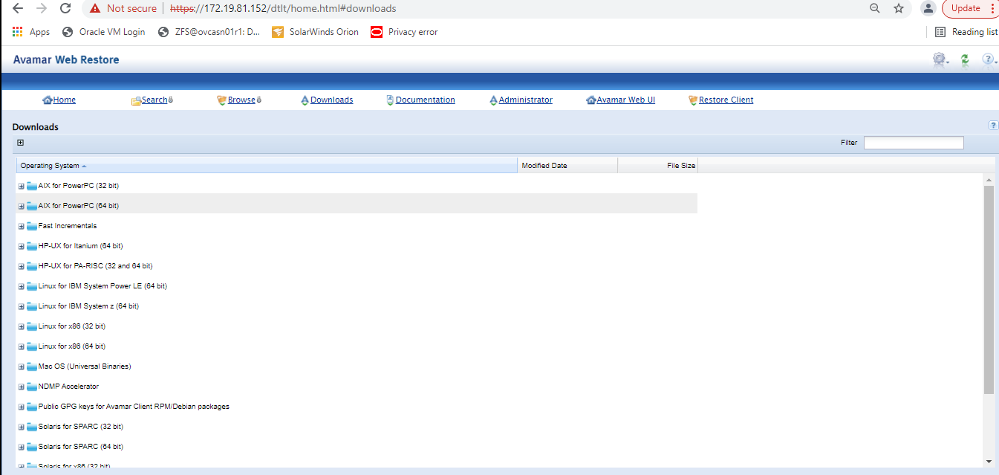 Not secure | https://172.19.81.152/dtlt/home.html#downloads Update
Apps Oracle VM Login ZFS@ovcasn01r1: D... SolarWinds Orion Privacy error Reading list
Avamar Web Restore
Home Search Browse Downloads Documentation Administrator Avamar Web UI Restore Client
Downloads
Filter
Operating System Modified Date File Size
AIX for PowerPC (32 bit)
AIX for PowerPC (64 bit)
Fast Incrementals
HP-UX for Itanium (64 bit)
HP-UX for PA-RISC (32 and 64 bit)
Linux for IBM System Power LE (64 bit)
Linux for IBM System z (64 bit)
Linux for x86 (32 bit)
Linux for x86 (64 bit)
Mac OS (Universal Binaries)
NDMP Accelerator
Public GPG keys for Avamar Client RPM/Debian packages
Solaris for SPARC (32 bit)
Solaris for SPARC (64 bit)
Solaris for x86 (32 bit)